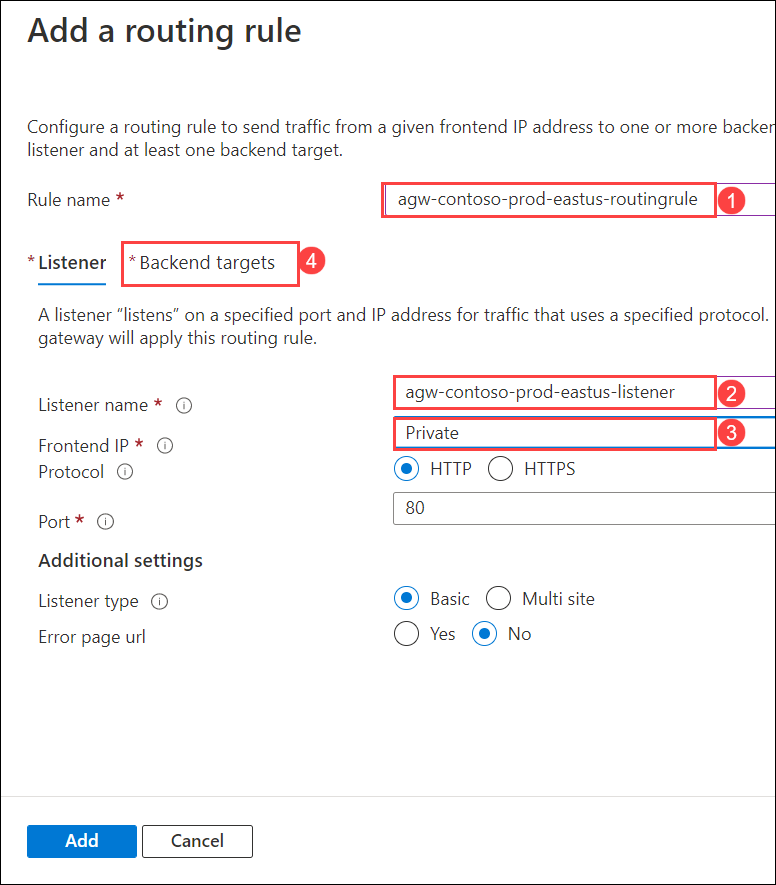 Add a routing rule
Configure a routing rule to send traffic from a given frontend IP address to one or more backen
listener and at least one backend target.
Rule name * agw-contoso-prod-eastus-routingrule 1
* Listener * Backend targets 4
A listener “listens” on a specified port and IP address for traffic that uses a specified protocol.
gateway will apply this routing rule.
Listener name * agw-contoso-prod-eastus-listener 2
Frontend IP * Private 3
Protocol HTTP HTTPS
Port * 80
Additional settings
Listener type Basic Multi site
Error page url Yes No
Add Cancel